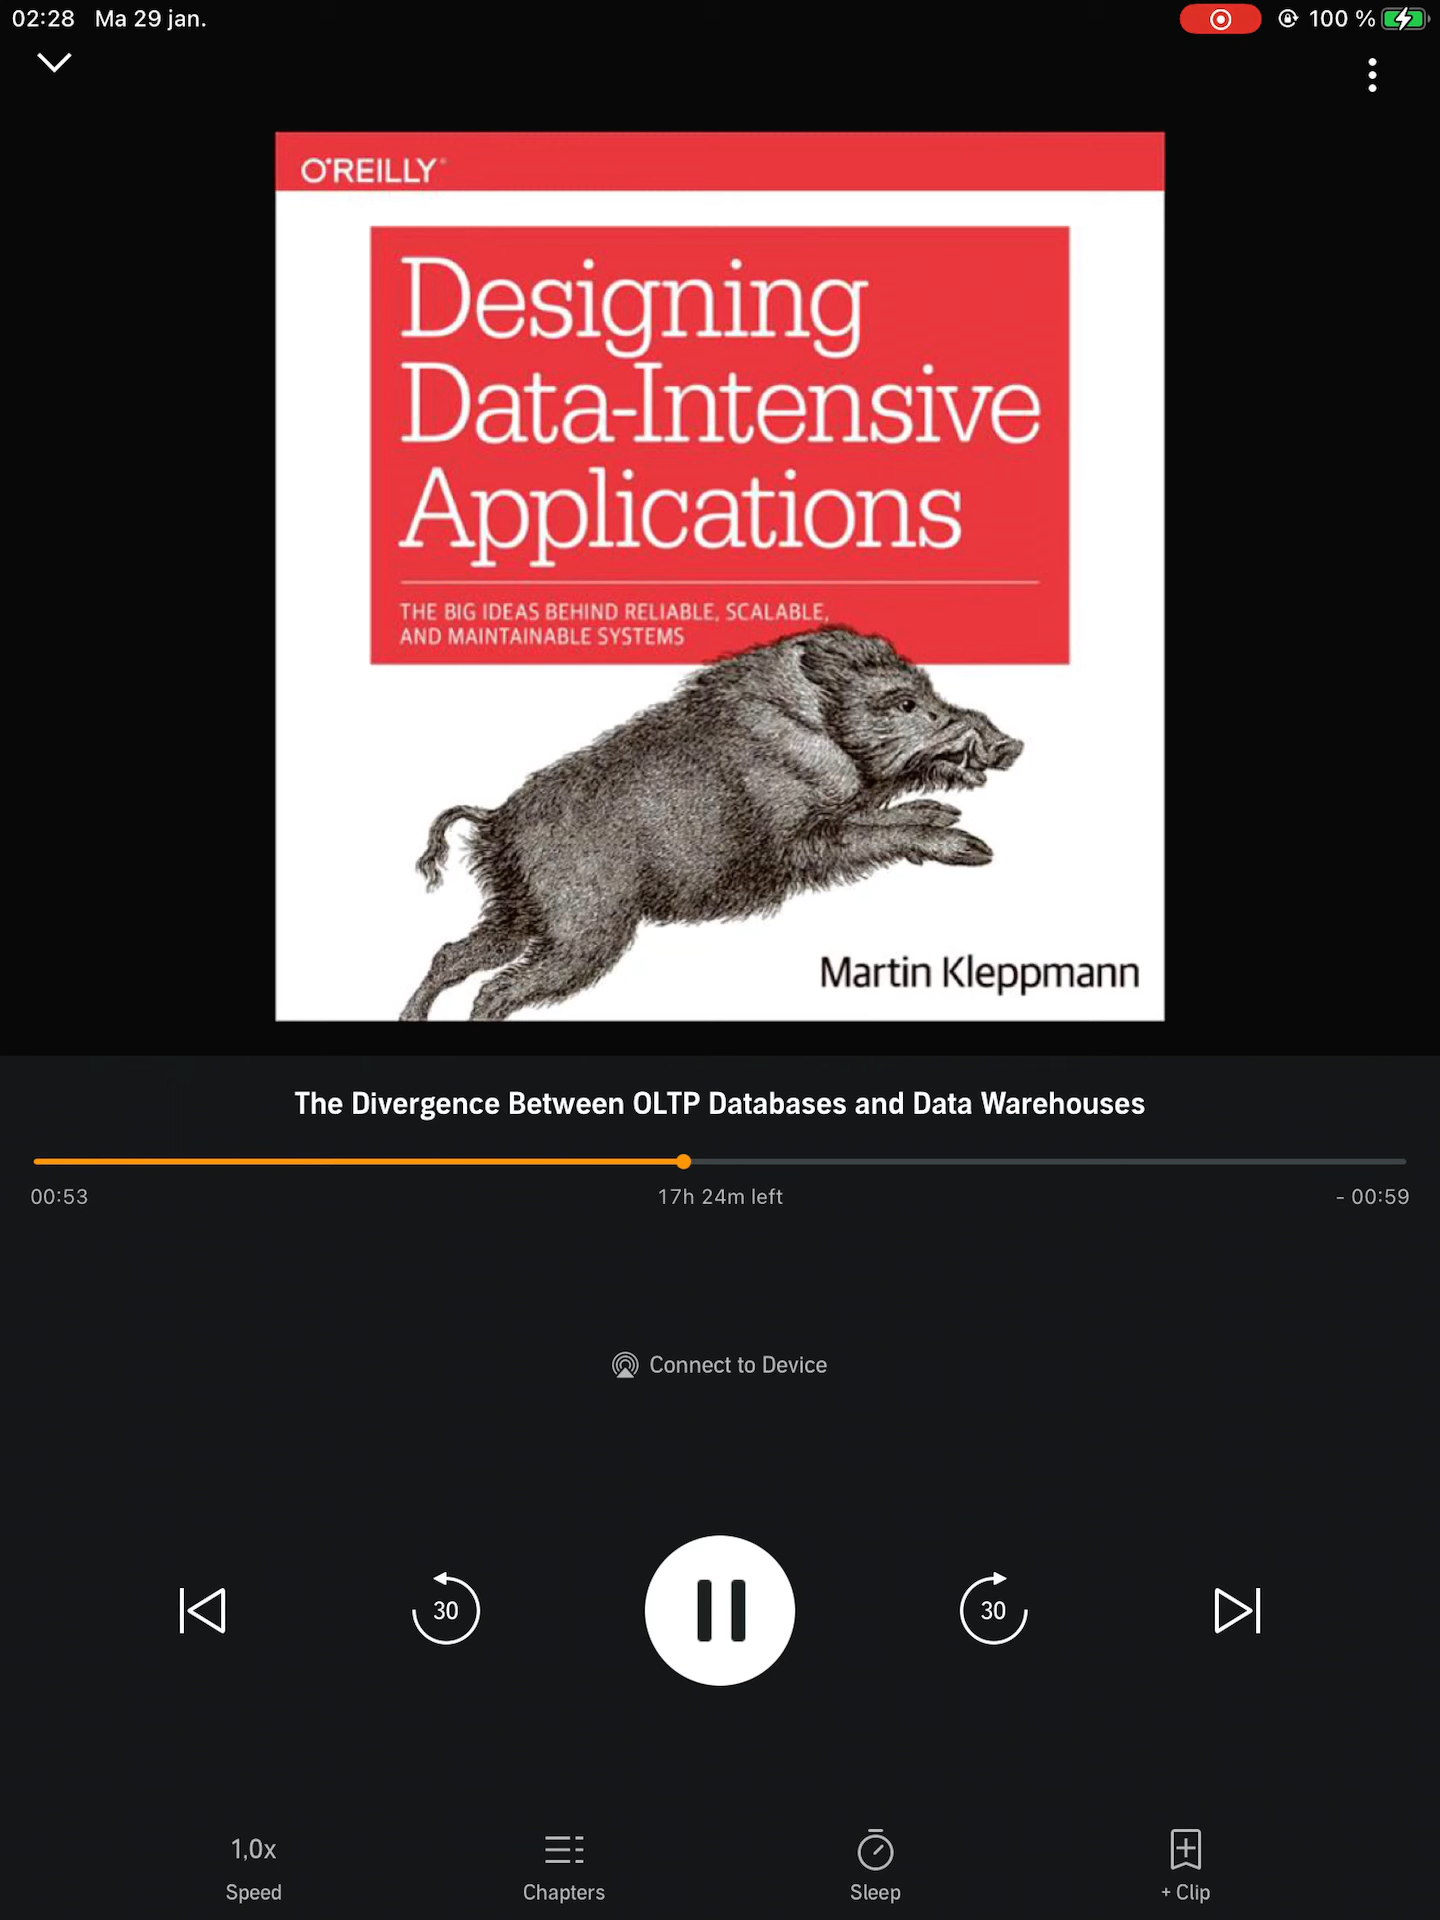 02:28 Ma 29 jan.
100 %
O'REILLY®
Designing
Data-Intensive
Applications
THE BIG IDEAS BEHIND RELIABLE, SCALABLE,
AND MAINTAINABLE SYSTEMS
Martin Kleppmann
The Divergence Between OLTP Databases and Data Warehouses
00:53 17h 24m left - 00:59
Connect to Device
30 30
1,0x
Speed Chapters Sleep + Clip